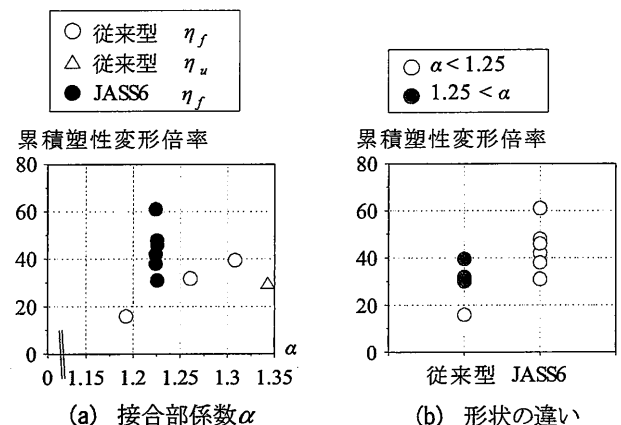 ○ 従来型 ηf
△ 従来型 ηu
● JASS6 ηf
累積塑性変形倍率
80
60
40
20
0
0 1.15 1.2 1.25 1.3 1.35
α
(a) 接合部係数α
○ α<1.25
● 1.25<α
累積塑性変形倍率
80
60
40
20
0
従来型 JASS6
(b) 形状の違い